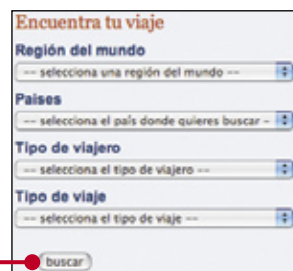 Encuentra tu viaje
Región del mundo
-- selecciona una región del mundo --
Paises
-- selecciona el país donde quieres buscar -
Tipo de viajero
-- selecciona el tipo de viajero --
Tipo de viaje
-- selecciona el tipo de viaje --
buscar